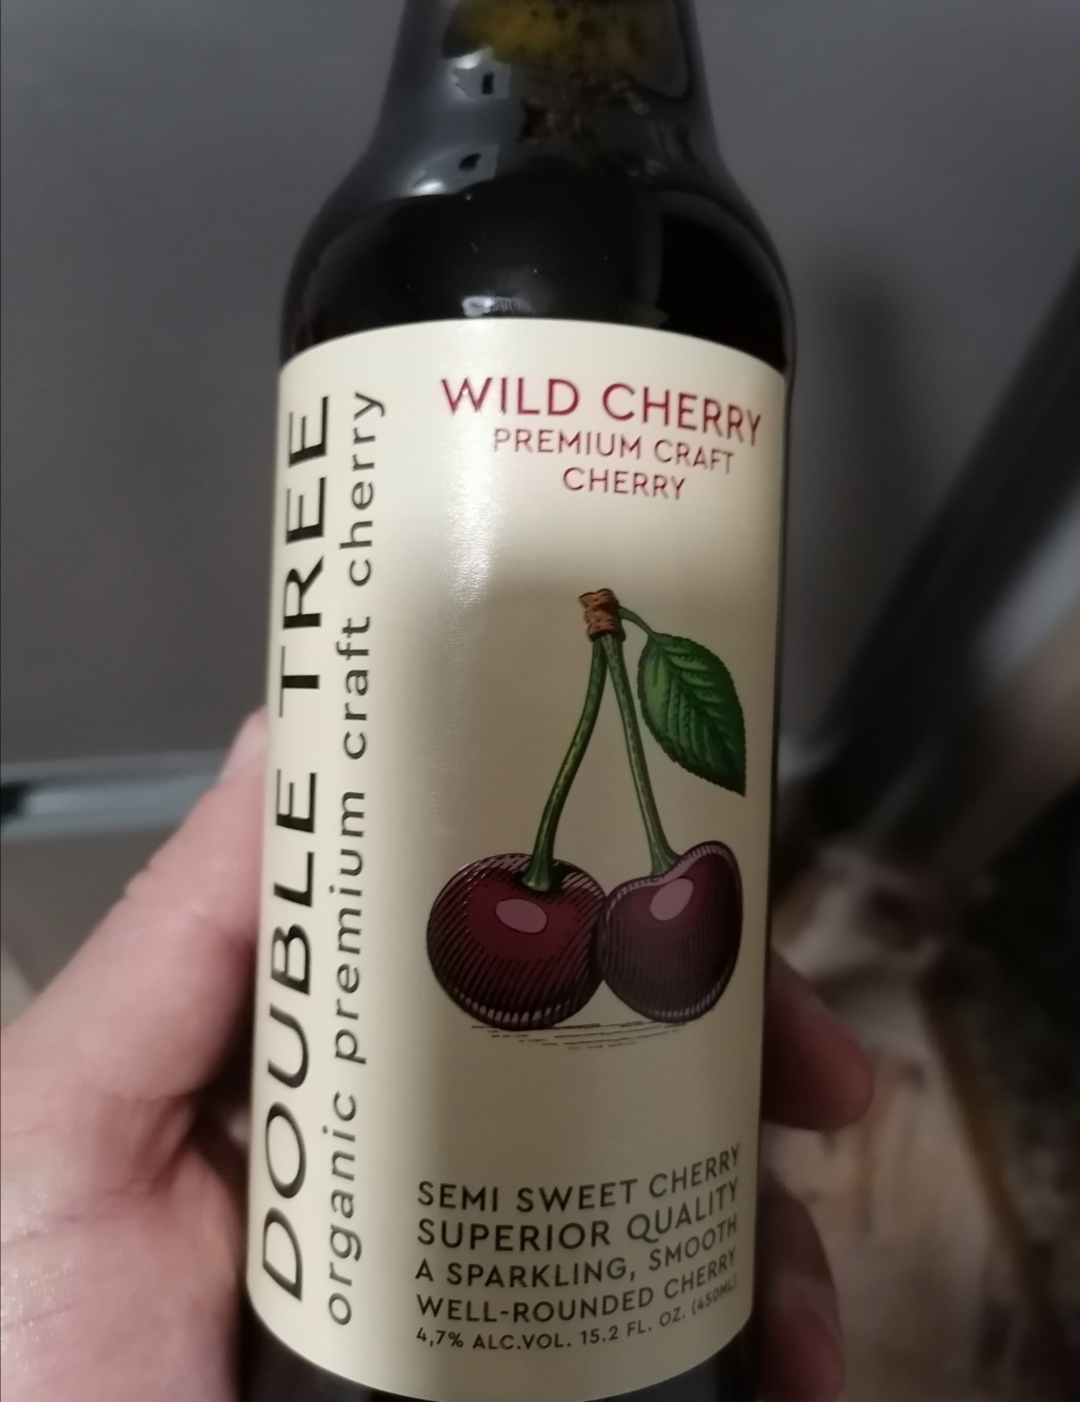 DOUBLE TREE
organic premium craft cherry
WILD CHERRY
PREMIUM CRAFT
CHERRY
SEMI SWEET CHERRY
SUPERIOR QUALITY
A SPARKLING, SMOOTH
WELL-ROUNDED CHERRY
4,7% ALC.VOL. 15.2 FL. OZ. (450ML)